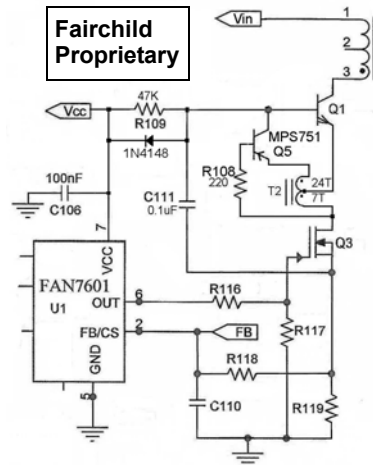 Fairchild
Proprietary
Vin
1
2
3
Q1
47K
R109
Vcc
1N4148
MPS751
Q5
R108
220
T2
24T
7T
100nF
C106
C111
0.1uF
7
VCC
Q3
FAN7601
U1
OUT
6
R116
FB/CS
2
FB
R117
GND
5
R118
C110
R119